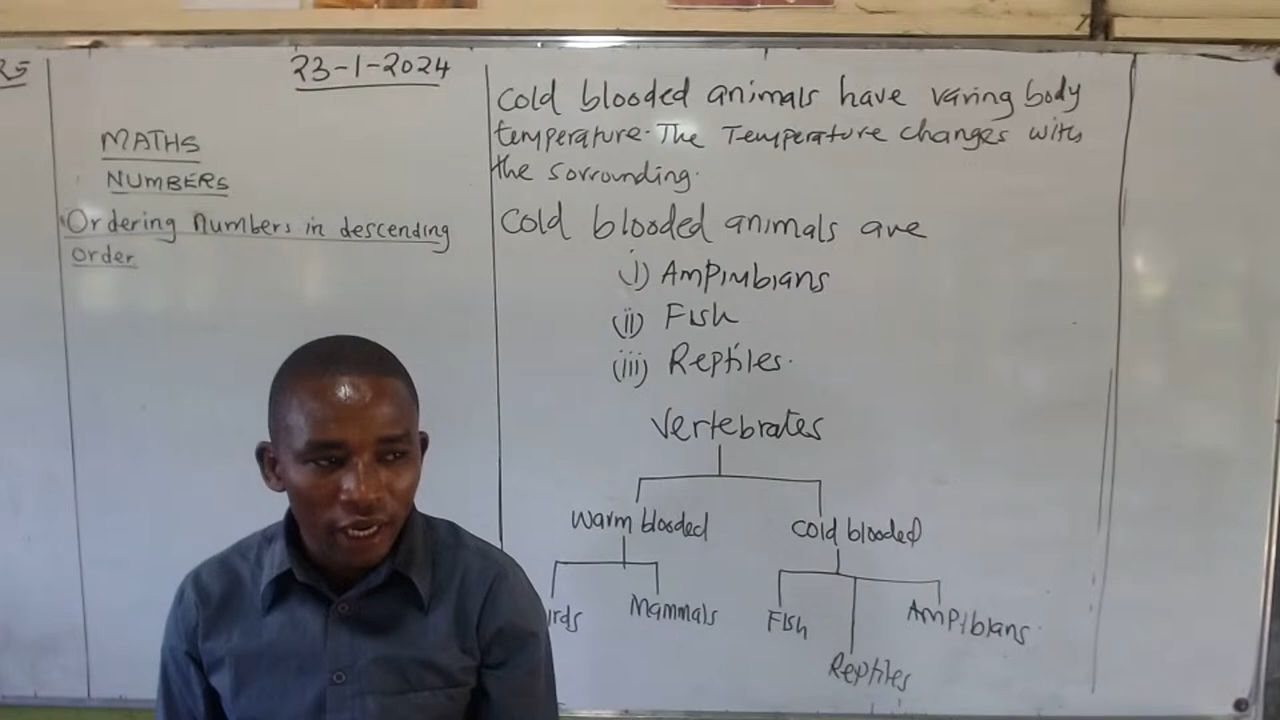 23-1-2024
MATHS
NUMBERS
Ordering numbers in descending
order
Cold blooded animals have varing body
temperature. The Temperature changes with
the sorrounding.
Cold blooded animals are
(i) Ampimbians
(ii) Fish
(iii) Reptiles.
Vertebrates
Warm blooded
Cold blooded
irds
Mammals
Fish
Reptiles
Ampibians